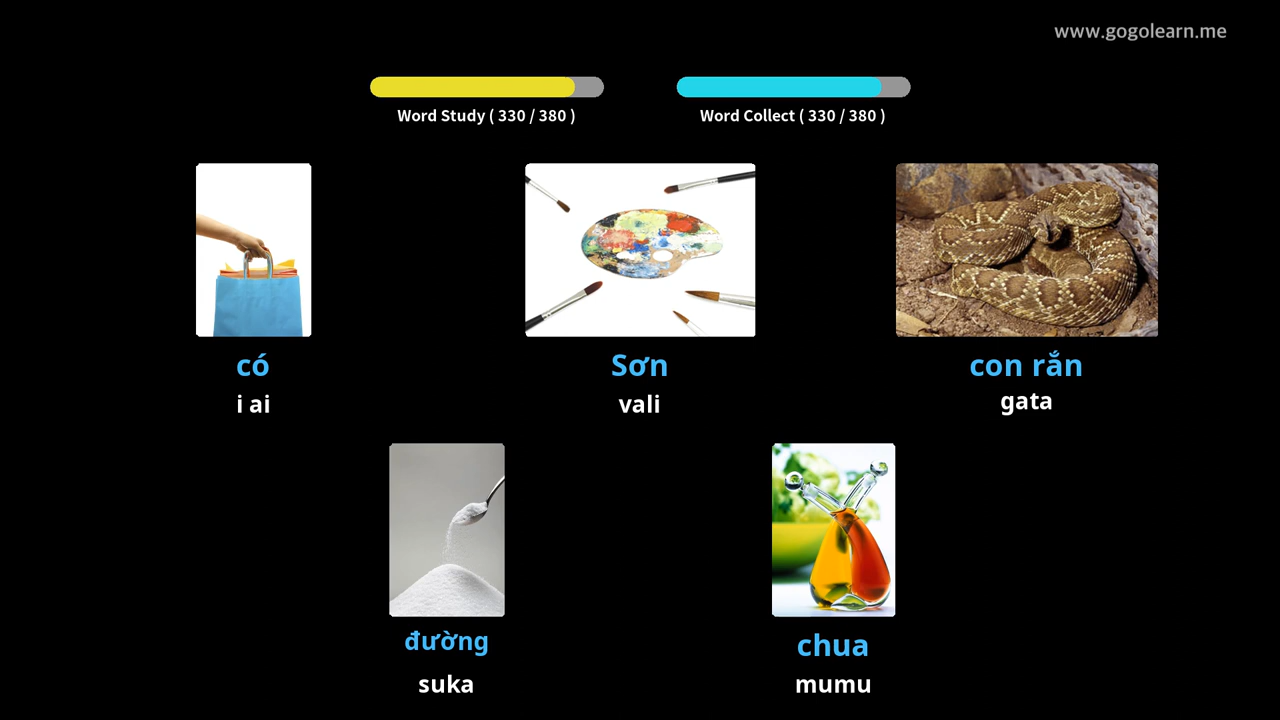 www.gogolearn.me
Word Study ( 330 / 380 )
Word Collect ( 330 / 380 )
có
i ai
Sơn
vali
con rắn
gata
đường
suka
chua
mumu